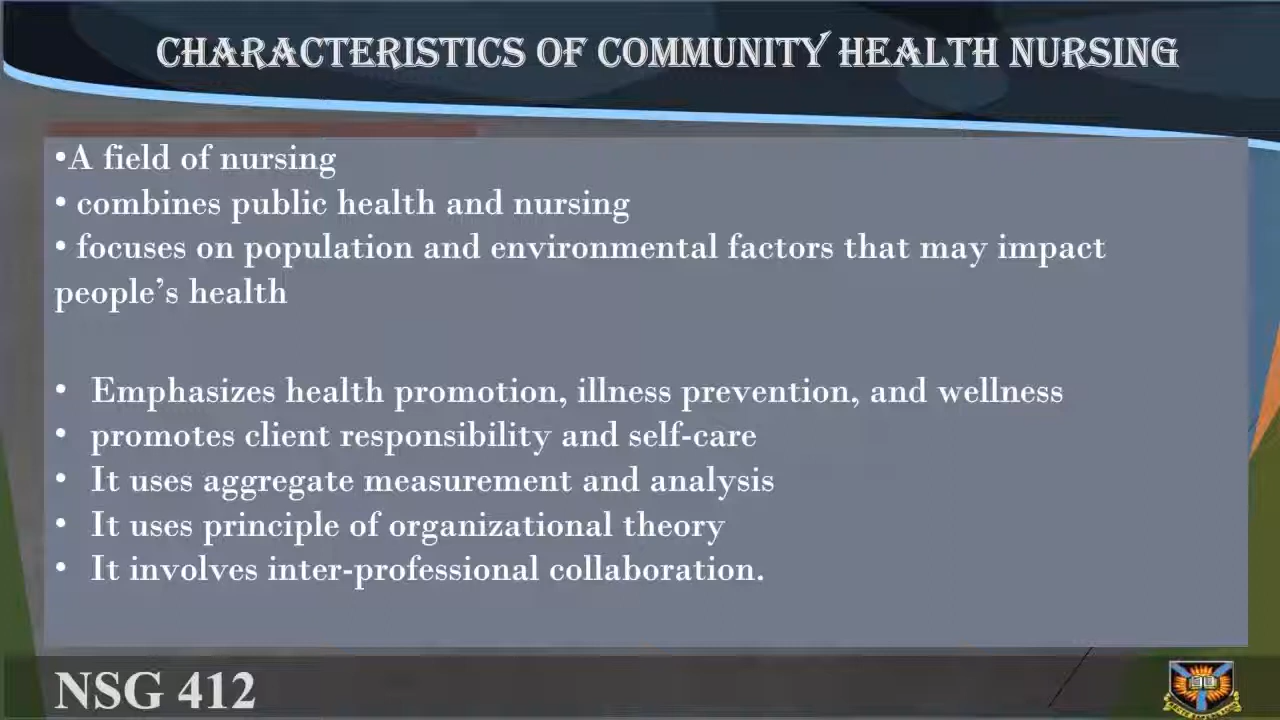 CHARACTERISTICS OF COMMUNITY HEALTH NURSING
•A field of nursing
• combines public health and nursing
• focuses on population and environmental factors that may impact
people’s health
• Emphasizes health promotion, illness prevention, and wellness
• promotes client responsibility and self-care
• It uses aggregate measurement and analysis
• It uses principle of organizational theory
• It involves inter-professional collaboration.
NSG 412